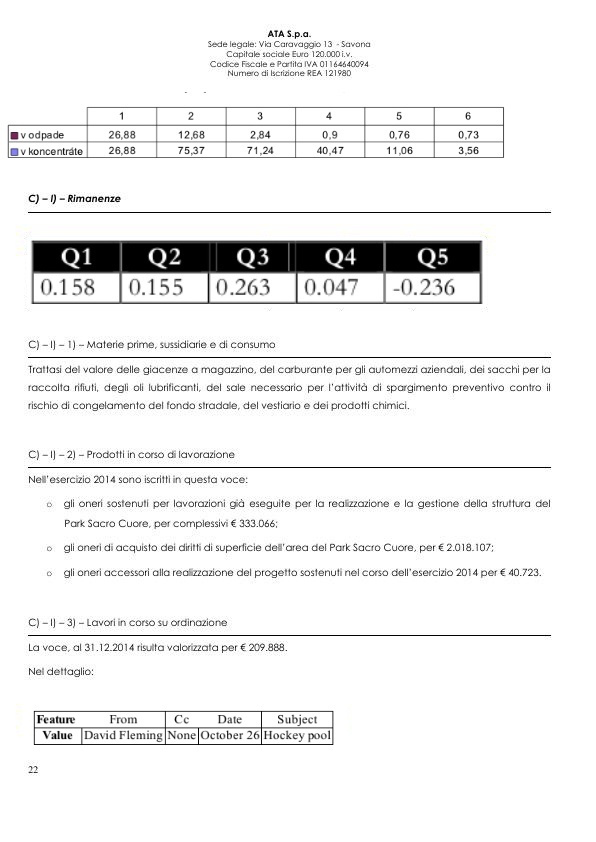 ATA S.p.a.
Sede legale: Via Caravaggio 13 - Savona
Capitale sociale Euro 120.000 i.v.
Codice Fiscale e Partita IVA 01164640094
Numero di Iscrizione REA 121980
1 2 3 4 5 6
v odpade 26,88 12,68 2,84 0,9 0,76 0,73
v koncentráte 26,88 75,37 71,24 40,47 11,06 3,56
C) – I) – Rimanenze
Q1 Q2 Q3 Q4 Q5
0.158 0.155 0.263 0.047 -0.236
C) – I) – 1) – Materie prime, sussidiarie e di consumo
Trattasi del valore delle giacenze a magazzino, del carburante per gli automezzi aziendali, dei sacchi per la
raccolta rifiuti, degli oli lubrificanti, del sale necessario per l'attività di spargimento preventivo contro il
rischio di congelamento del fondo stradale, del vestiario e dei prodotti chimici.
C) – I) – 2) – Prodotti in corso di lavorazione
Nell'esercizio 2014 sono iscritti in questa voce:
o gli oneri sostenuti per lavorazioni già eseguite per la realizzazione e la gestione della struttura del
Park Sacro Cuore, per complessivi € 333.066;
o gli oneri di acquisto dei diritti di superficie dell'area del Park Sacro Cuore, per € 2.018.107;
o gli oneri accessori alla realizzazione del progetto sostenuti nel corso dell'esercizio 2014 per € 40.723.
C) – I) – 3) – Lavori in corso su ordinazione
La voce, al 31.12.2014 risulta valorizzata per € 209.888.
Nel dettaglio:
Feature From Cc Date Subject
Value David Fleming None October 26 Hockey pool
22